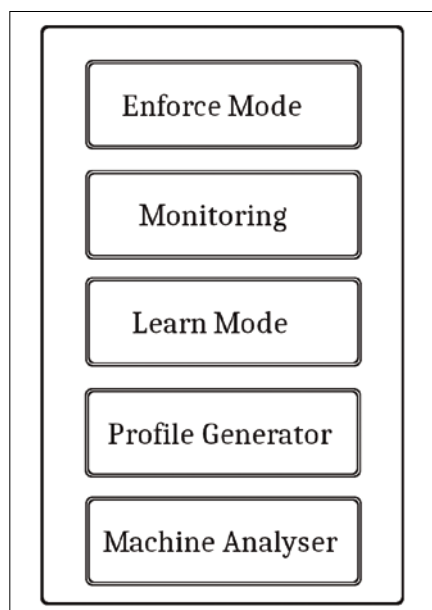 Enforce Mode
Monitoring
Learn Mode
Profile Generator
Machine Analyser